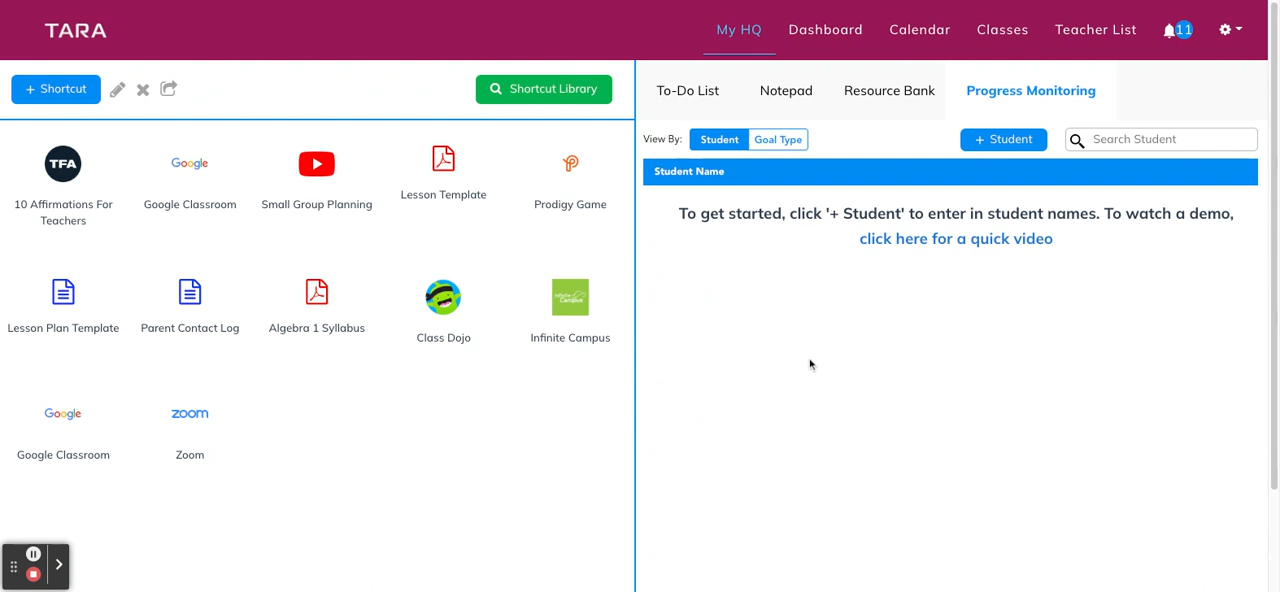 TARA
My HQ
Dashboard
Calendar
Classes
Teacher List
11
+ Shortcut
Shortcut Library
To-Do List
Notepad
Resource Bank
Progress Monitoring
View By:
Student
Goal Type
+ Student
Search Student
Student Name
To get started, click '+ Student' to enter in student names. To watch a demo,
click here for a quick video
TFA
10 Affirmations For
Teachers
Google
Google Classroom
Small Group Planning
Lesson Template
Prodigy Game
Lesson Plan Template
Parent Contact Log
Algebra 1 Syllabus
Class Dojo
Infinite Campus
Infinite Campus
Google
Google Classroom
zoom
Zoom